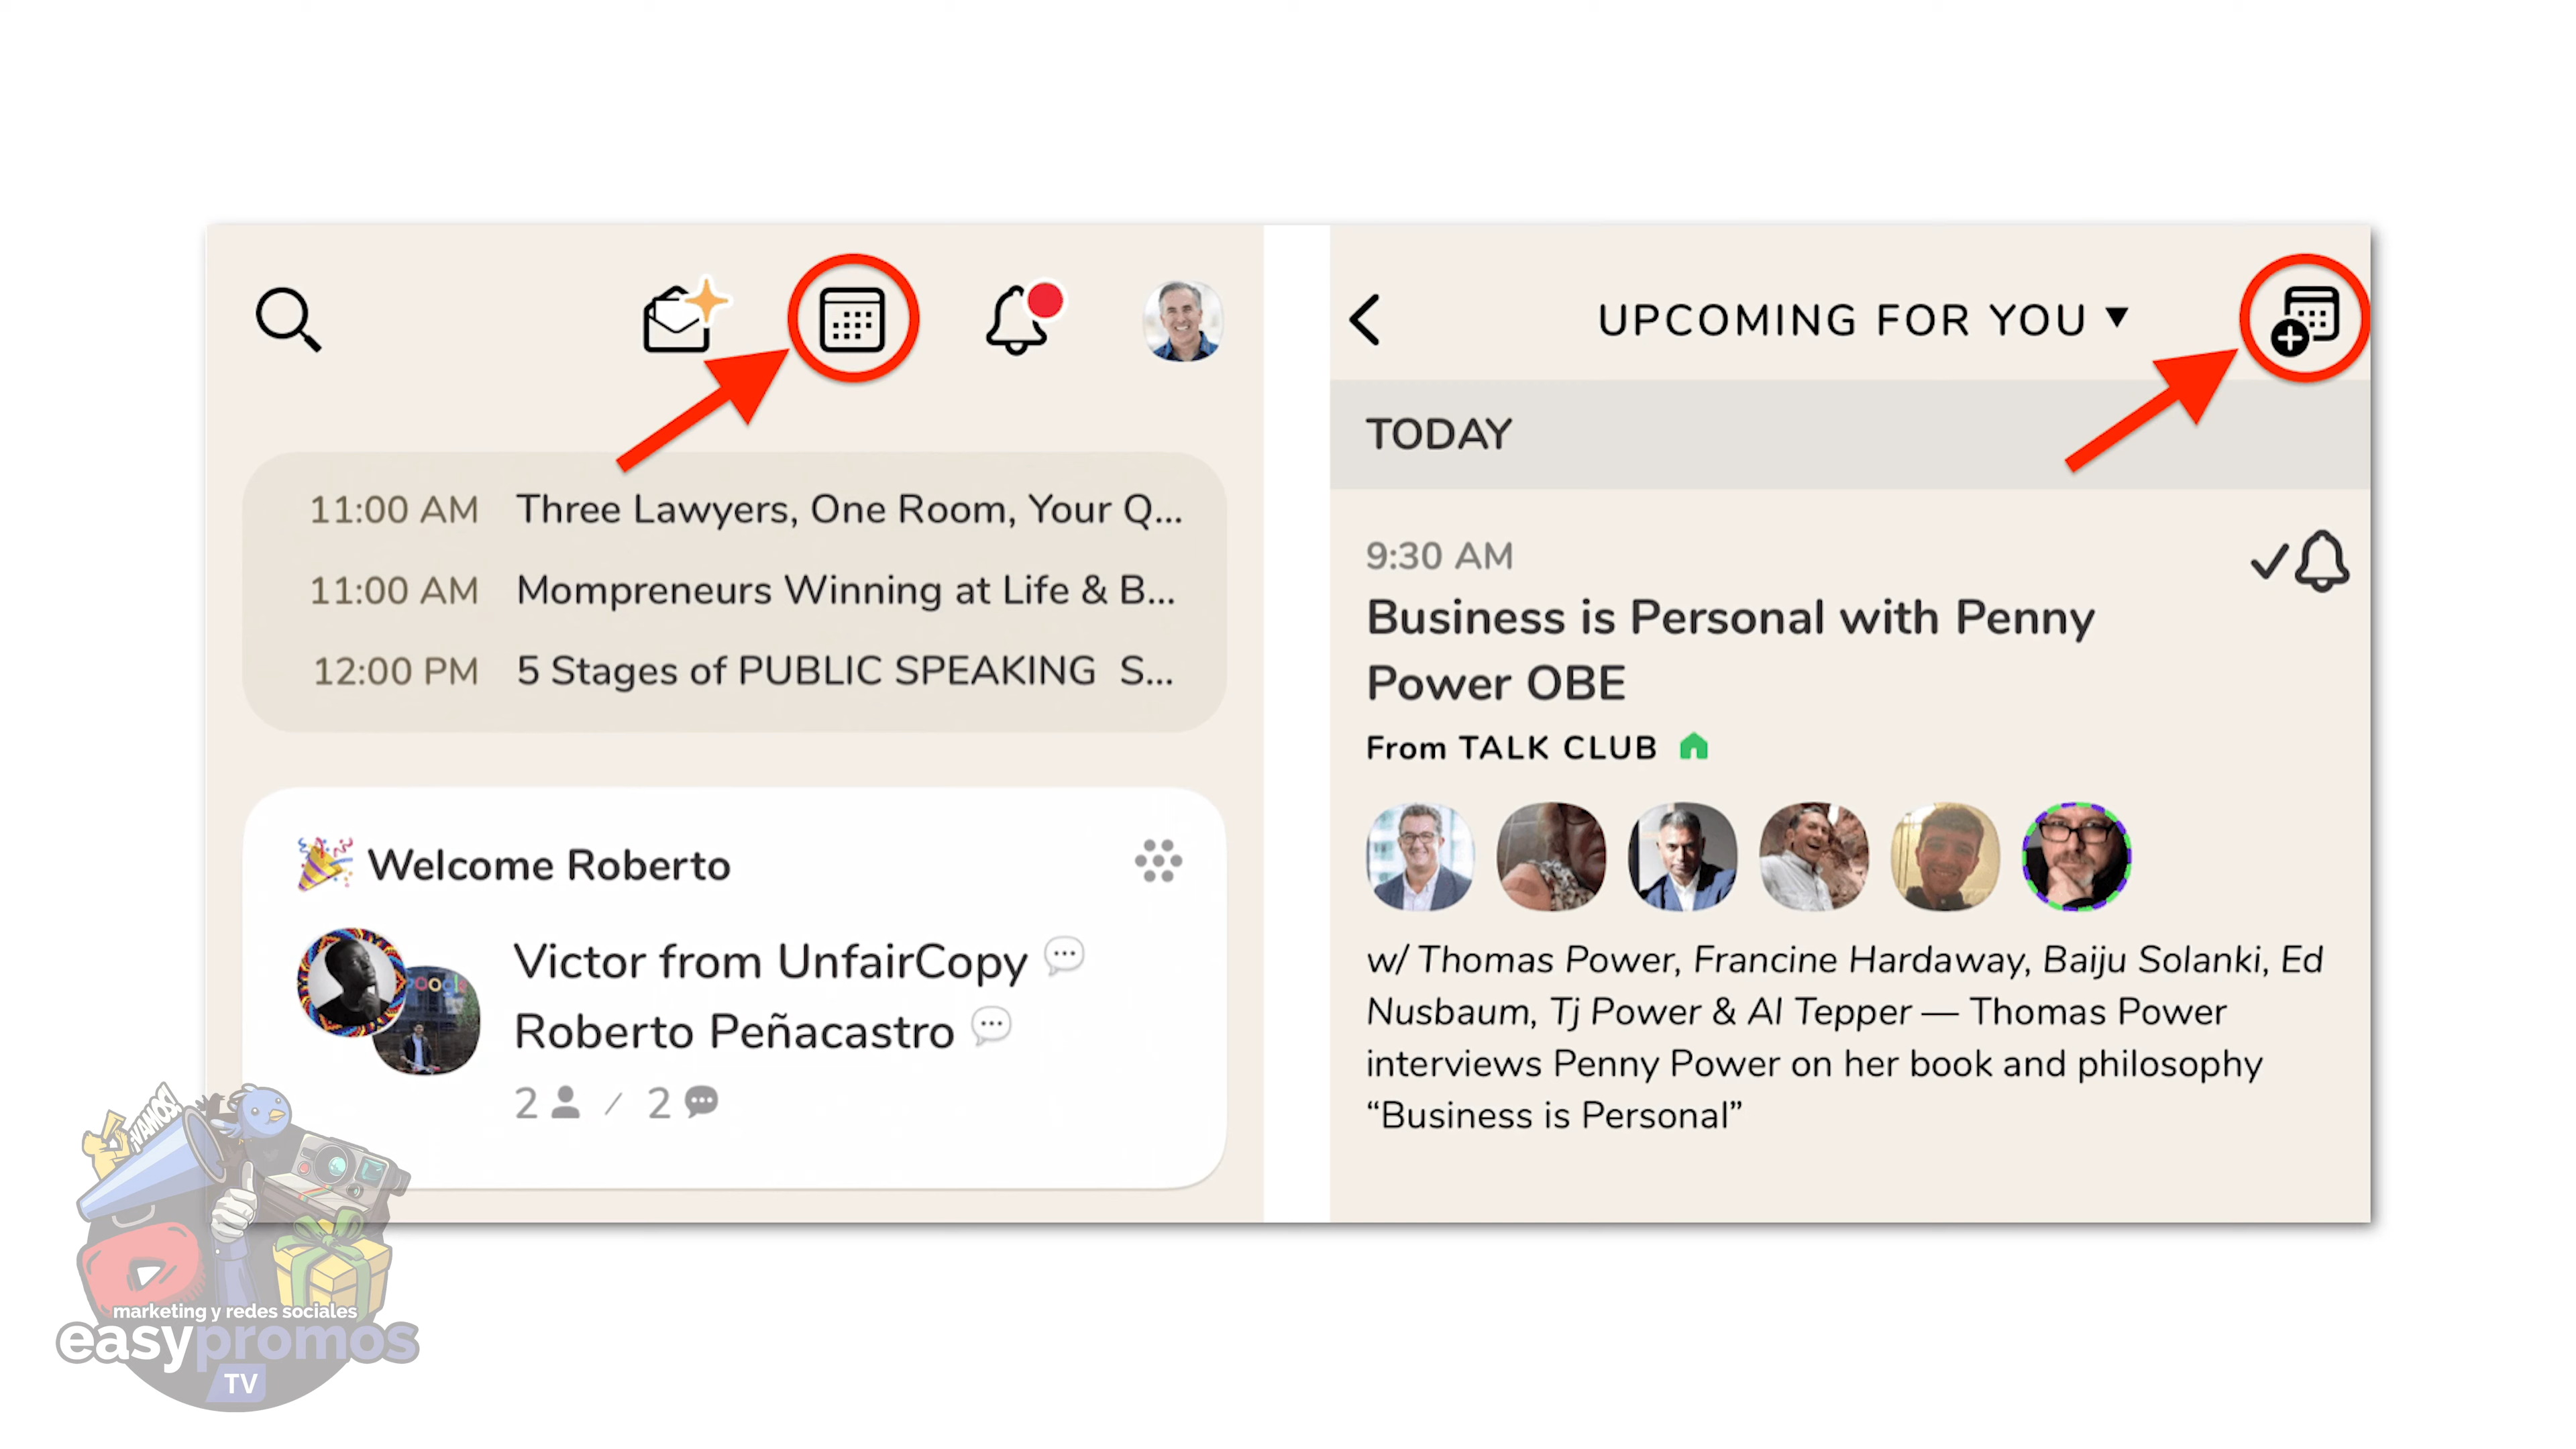 11:00 AM Three Lawyers, One Room, Your Q...
11:00 AM Mompreneurs Winning at Life & B...
12:00 PM 5 Stages of PUBLIC SPEAKING S...
Welcome Roberto
Victor from UnfairCopy
Roberto Peñacastro
2 / 2
UPCOMING FOR YOU
TODAY
9:30 AM
Business is Personal with Penny
Power OBE
From TALK CLUB
w/ Thomas Power, Francine Hardaway, Baiju Solanki, Ed
Nusbaum, Tj Power & Al Tepper — Thomas Power
interviews Penny Power on her book and philosophy
“Business is Personal”
¡VAMOS!
marketing y redes sociales
easypromos
TV